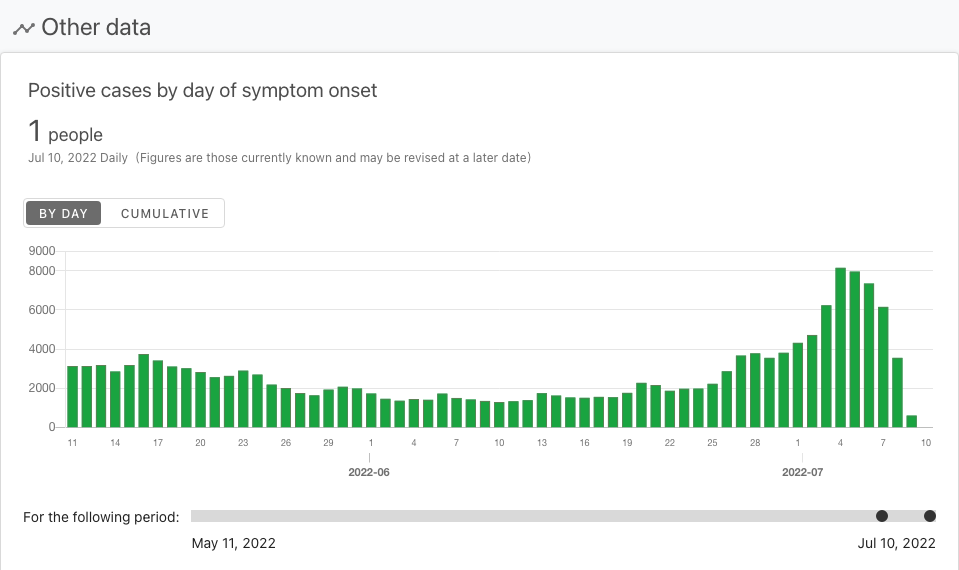 Other data
Positive cases by day of symptom onset
1 people
Jul 10, 2022 Daily (Figures are those currently known and may be revised at a later date)
BY DAY CUMULATIVE
9000
8000
6000
4000
2000
0
11 14 17 20 23 26 29 1 4 7 10 13 16 19 22 25 28 1 4 7 10
2022-06 2022-07
For the following period:
May 11, 2022 Jul 10, 2022